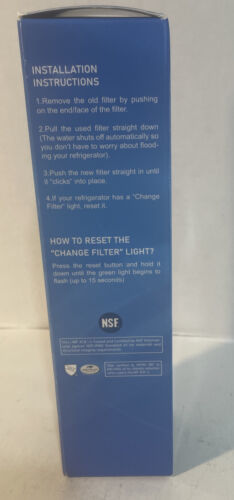 INSTALLATION
INSTRUCTIONS
1.Remove the old filter by pushing
on the end/face of the filter.
2.Pull the used filter straight down
(The water shuts off automatically so
you don't have to worry about flood-
ing your refrigerator).
3.Push the new filter straight in until
it "clicks" into place.
4.If your refrigerator has a "Change
Filter" light, reset it.
HOW TO RESET THE
"CHANGE FILTER" LIGHT?
Press the reset button and hold it
down until the green light begins to
flash (up to 15 seconds)
NSF